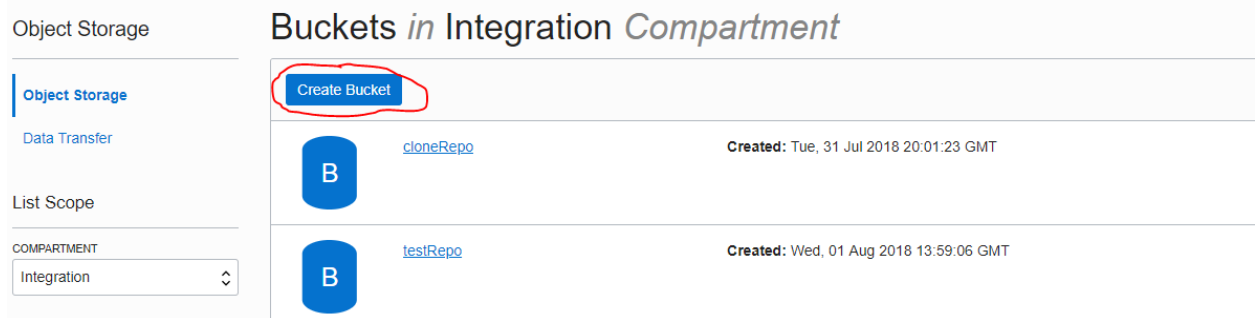 Object Storage
Object Storage
Data Transfer
List Scope
COMPARTMENT
Integration
Buckets in Integration Compartment
Create Bucket
B
cloneRepo
Created: Tue, 31 Jul 2018 20:01:23 GMT
B
testRepo
Created: Wed, 01 Aug 2018 13:59:06 GMT